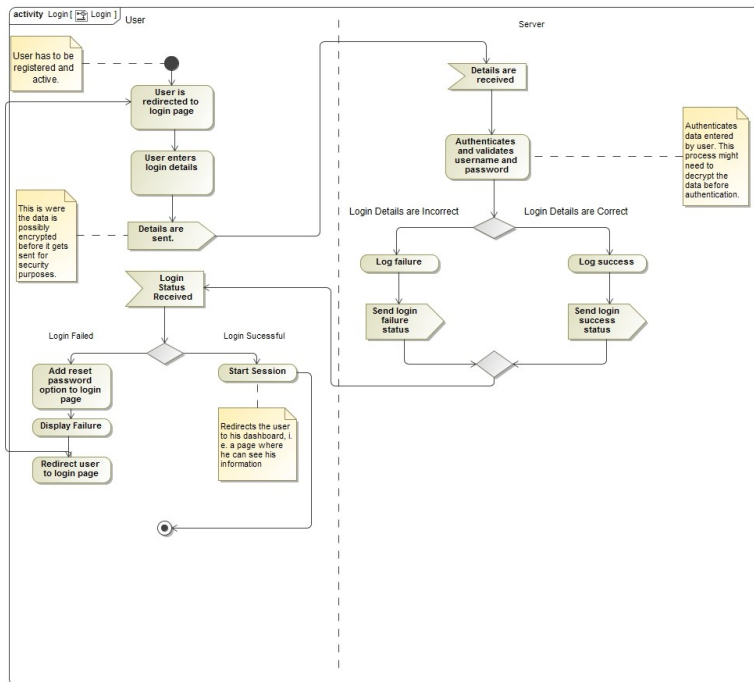 activity Login [ Login ]
User
Server
User has to be
registered and
active.
User is
redirected to
login page
User enters
login details
This is were
the data is
possibly
encrypted
before it gets
sent for
security
purposes.
Details are
sent.
Details are
received
Authenticates
and validates
username and
password
Authenticates
data entered
by user. This
process might
need to
decrypt the
data before
authentication.
Login Details are Incorrect
Login Details are Correct
Log failure
Log success
Send login
failure
status
Send login
success
status
Login
Status
Received
Login Failed
Login Sucessful
Add reset
password
option to login
page
Start Session
Display Failure
Redirects the user
to his dashboard, i.
e. a page where
he can see his
information
Redirect user
to login page